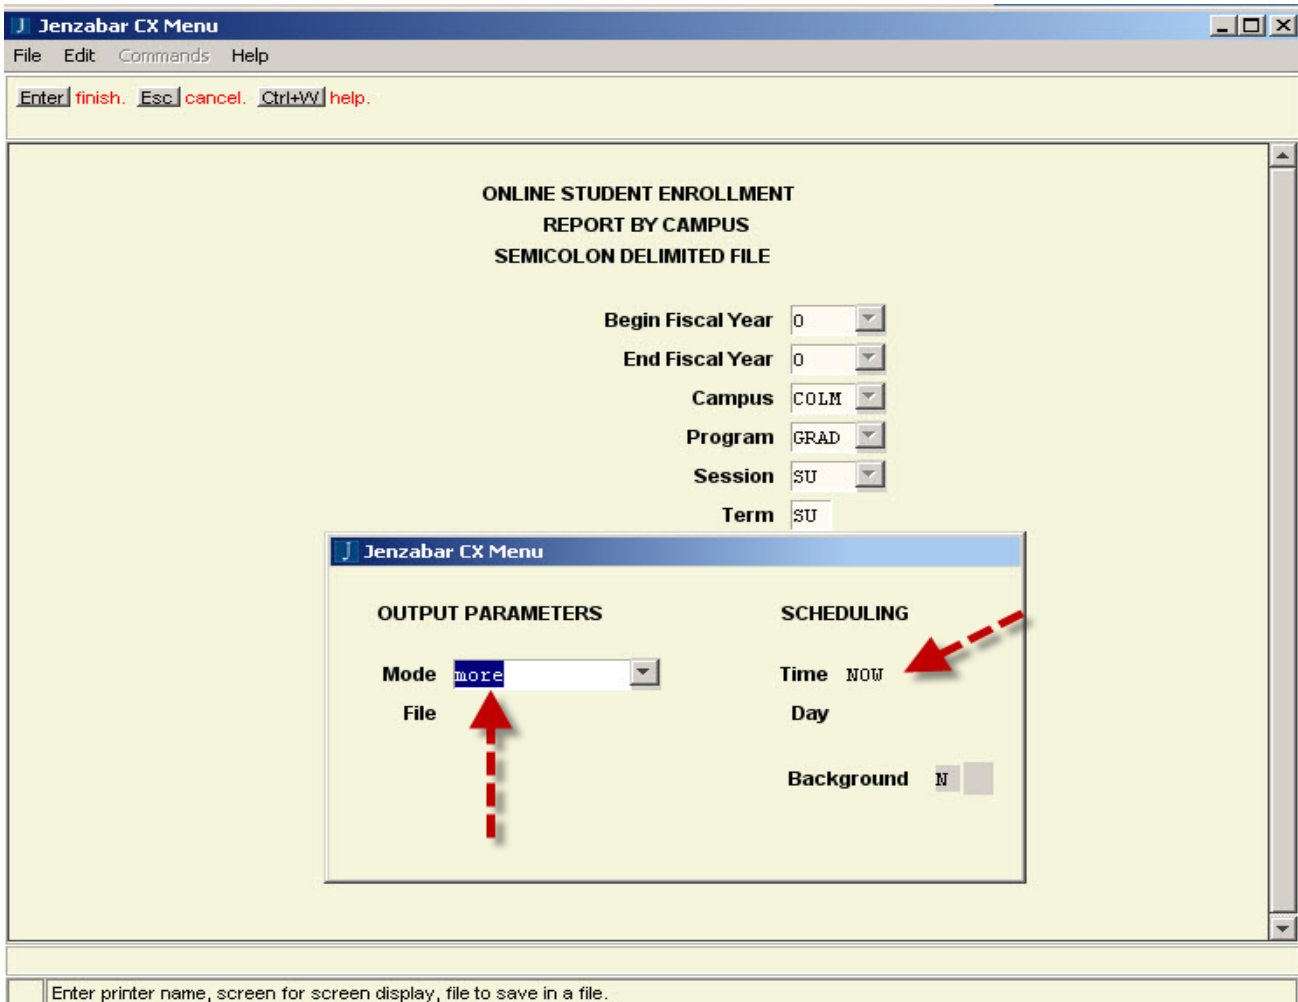 Jenzabar CX Menu
File Edit Commands Help
Enter finish. Esc cancel. Ctrl+W help.
ONLINE STUDENT ENROLLMENT
REPORT BY CAMPUS
SEMICOLON DELIMITED FILE
Begin Fiscal Year 0
End Fiscal Year 0
Campus COLM
Program GRAD
Session SU
Term SU
Jenzabar CX Menu
OUTPUT PARAMETERS SCHEDULING
Mode more Time NOW
File Day
Background N
Enter printer name, screen for screen display, file to save in a file.